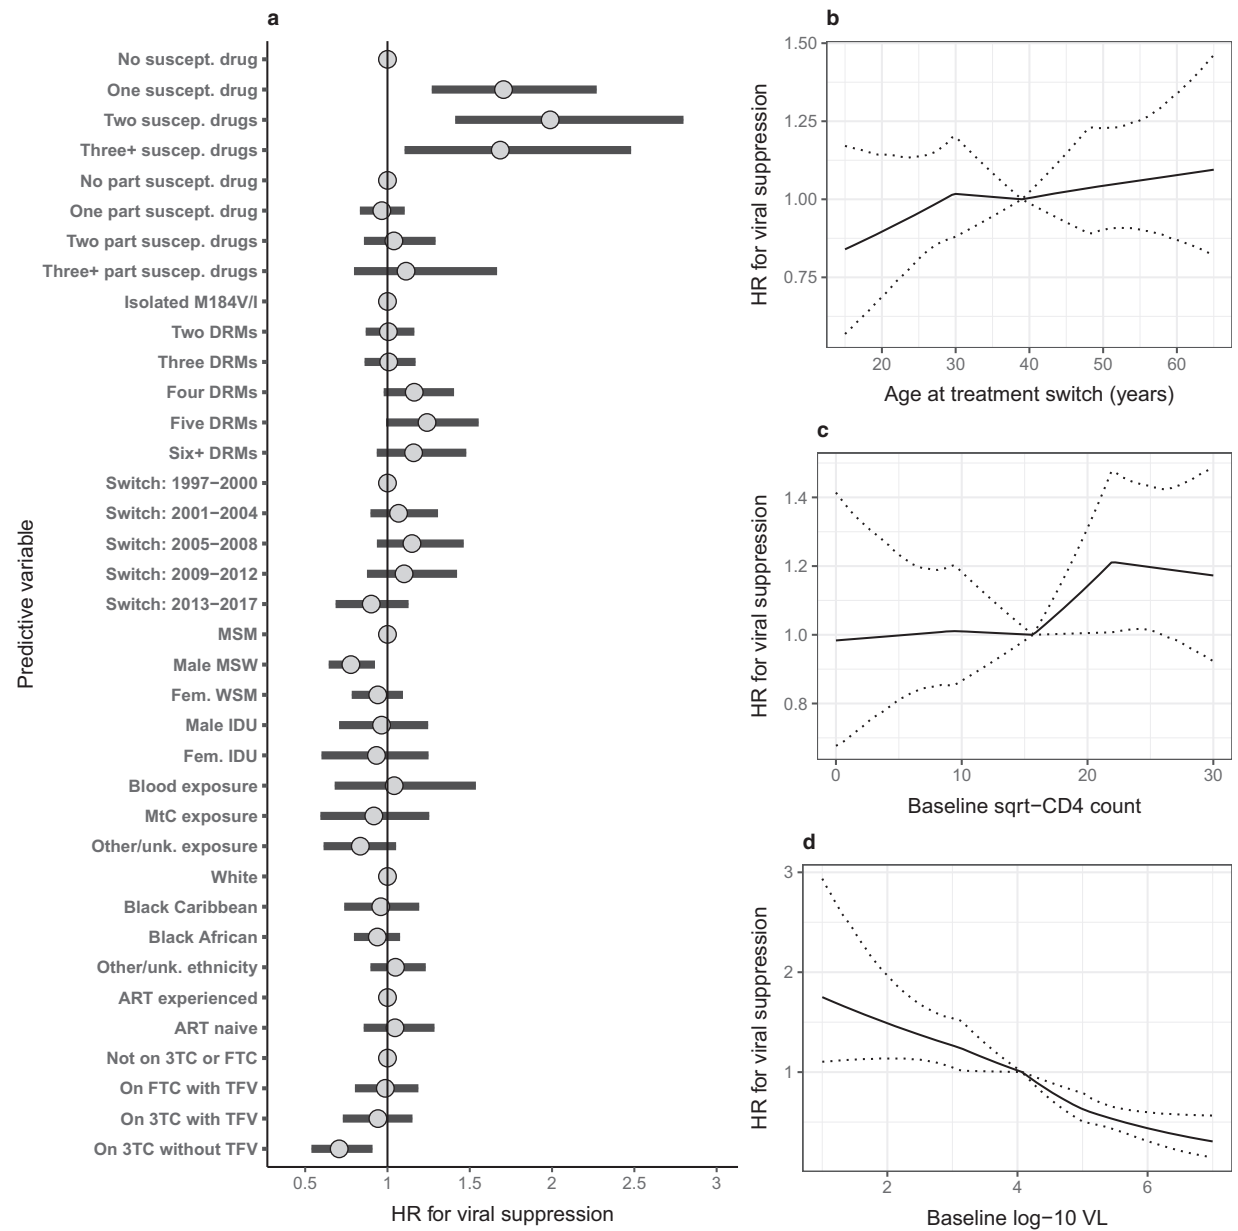 a
Predictive variable
No suscept. drug
One suscept. drug
Two suscep. drugs
Three+ suscep. drugs
No part suscept. drug
One part suscept. drug
Two part suscep. drugs
Three+ part suscep. drugs
Isolated M184V/I
Two DRMs
Three DRMs
Four DRMs
Five DRMs
Six+ DRMs
Switch: 1997−2000
Switch: 2001−2004
Switch: 2005−2008
Switch: 2009−2012
Switch: 2013−2017
MSM
Male MSW
Fem. WSM
Male IDU
Fem. IDU
Blood exposure
MtC exposure
Other/unk. exposure
White
Black Caribbean
Black African
Other/unk. ethnicity
ART experienced
ART naive
Not on 3TC or FTC
On FTC with TFV
On 3TC with TFV
On 3TC without TFV
0.5 1 1.5 2 2.5 3
HR for viral suppression
b
HR for viral suppression
1.50
1.25
1.00
0.75
20 30 40 50 60
Age at treatment switch (years)
c
HR for viral suppression
1.4
1.2
1.0
0.8
0 10 20 30
Baseline sqrt−CD4 count
d
HR for viral suppression
3
2
1
2 4 6
Baseline log−10 VL